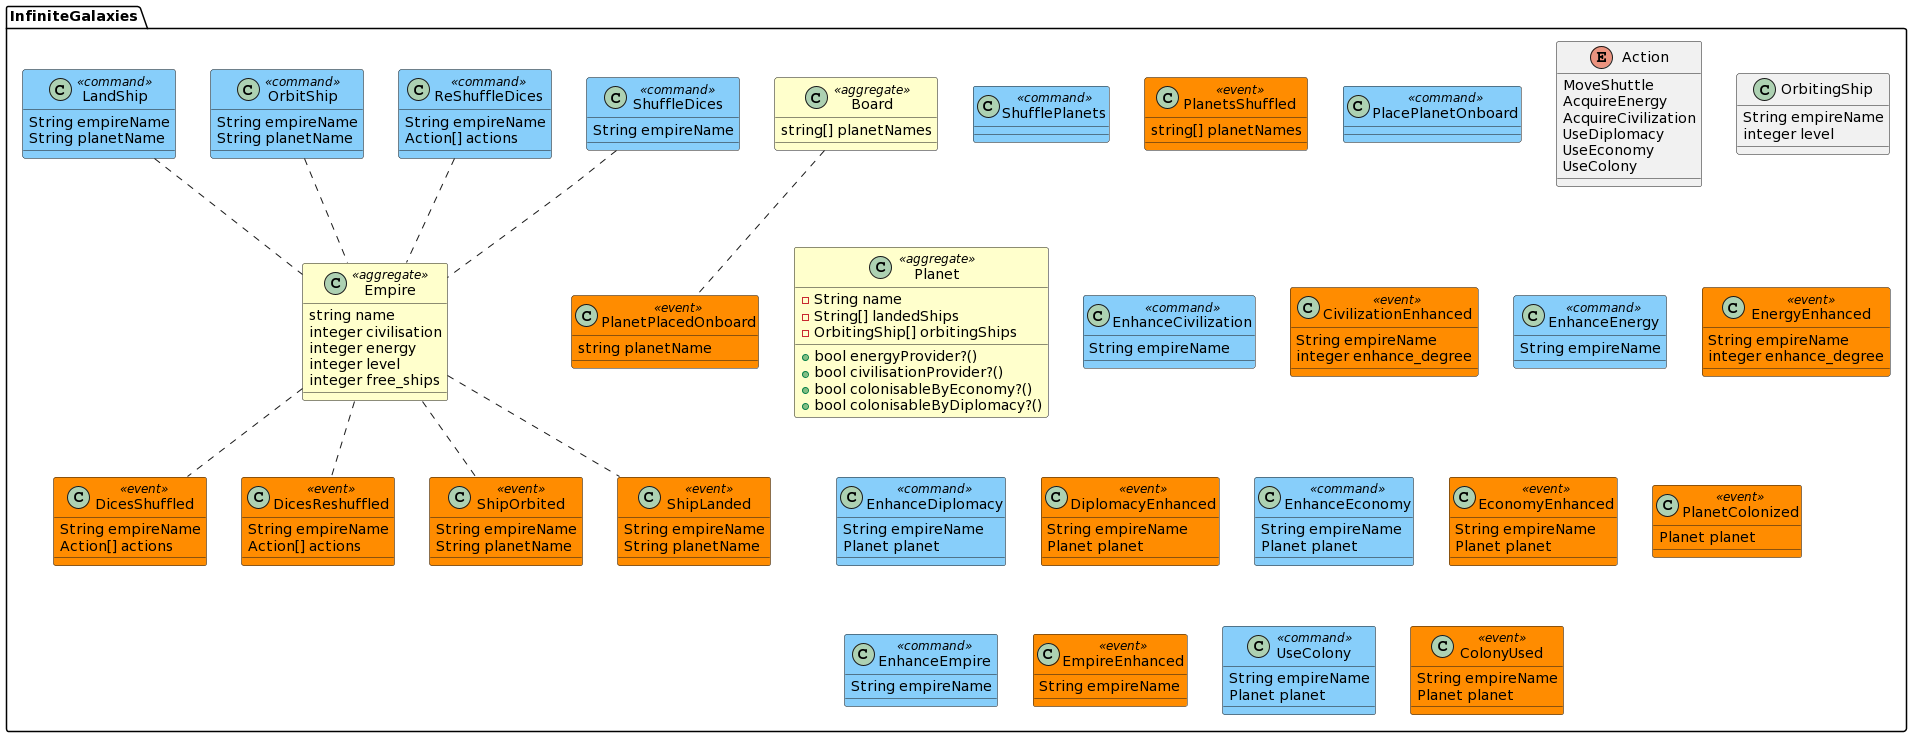 InfiniteGalaxies
C «command»
LandShip
String empireName
String planetName
C «command»
OrbitShip
String empireName
String planetName
C «command»
ReShuffleDices
String empireName
Action[] actions
C «command»
ShuffleDices
String empireName
C «aggregate»
Board
string[] planetNames
C «command»
ShufflePlanets
C «event»
PlanetsShuffled
string[] planetNames
C «command»
PlacePlanetOnboard
E Action
MoveShuttle
AcquireEnergy
AcquireCivilization
UseDiplomacy
UseEconomy
UseColony
C OrbitingShip
String empireName
integer level
C «aggregate»
Empire
string name
integer civilisation
integer energy
integer level
integer free_ships
C «event»
PlanetPlacedOnboard
string planetName
C «aggregate»
Planet
String name
String[] landedShips
OrbitingShip[] orbitingShips
bool energyProvider?()
bool civilisationProvider?()
bool colonisableByEconomy?()
bool colonisableByDiplomacy?()
C «command»
EnhanceCivilization
String empireName
C «event»
CivilizationEnhanced
String empireName
integer enhance_degree
C «command»
EnhanceEnergy
String empireName
C «event»
EnergyEnhanced
String empireName
integer enhance_degree
C «event»
DicesShuffled
String empireName
Action[] actions
C «event»
DicesReshuffled
String empireName
Action[] actions
C «event»
ShipOrbited
String empireName
String planetName
C «event»
ShipLanded
String empireName
String planetName
C «command»
EnhanceDiplomacy
String empireName
Planet planet
C «event»
DiplomacyEnhanced
String empireName
Planet planet
C «command»
EnhanceEconomy
String empireName
Planet planet
C «event»
EconomyEnhanced
String empireName
Planet planet
C «event»
PlanetColonized
Planet planet
C «command»
EnhanceEmpire
String empireName
C «event»
EmpireEnhanced
String empireName
C «command»
UseColony
String empireName
Planet planet
C «event»
ColonyUsed
String empireName
Planet planet